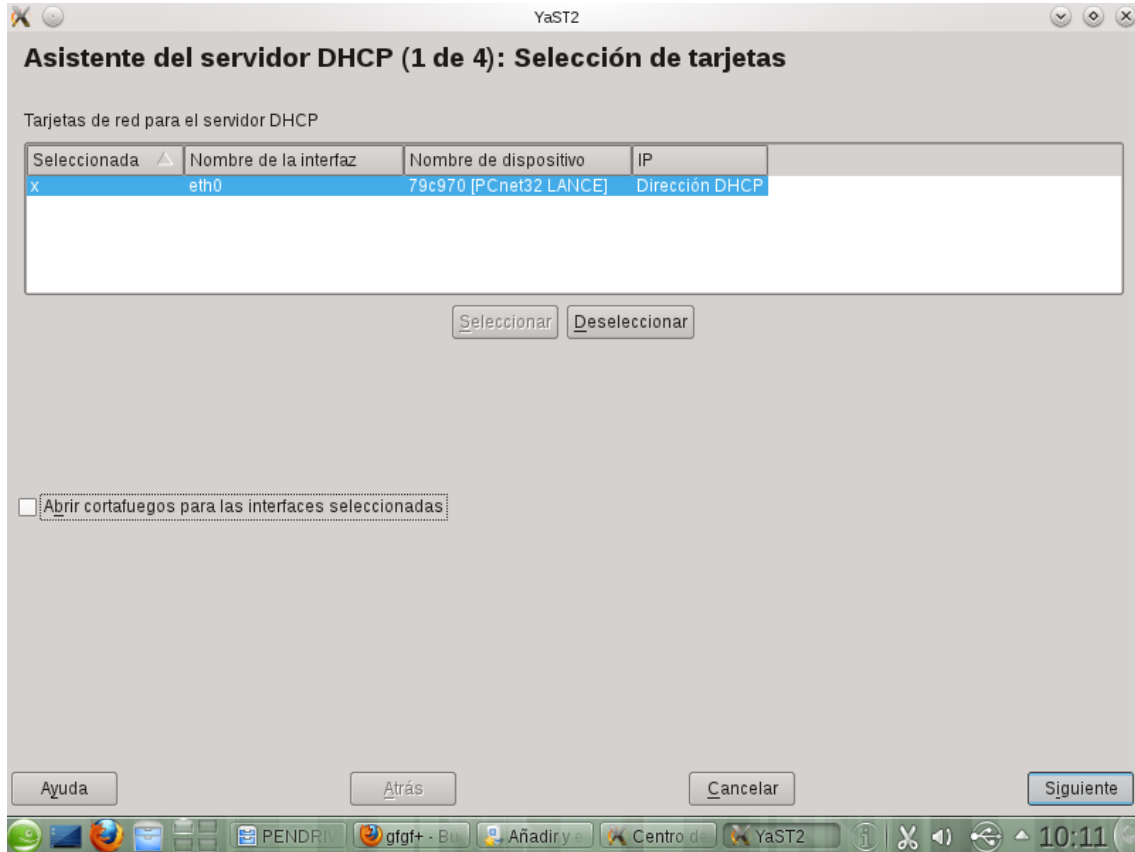 YaST2
Asistente del servidor DHCP (1 de 4): Selección de tarjetas
Tarjetas de red para el servidor DHCP
Seleccionada Nombre de la interfaz Nombre de dispositivo IP
x eth0 79c970 [PCnet32 LANCE] Dirección DHCP
Seleccionar Deseleccionar
Abrir cortafuegos para las interfaces seleccionadas
Ayuda Atrás Cancelar Siguiente
PENDRIV gfgf+ - Bu Añadir y e Centro de YaST2 10:11